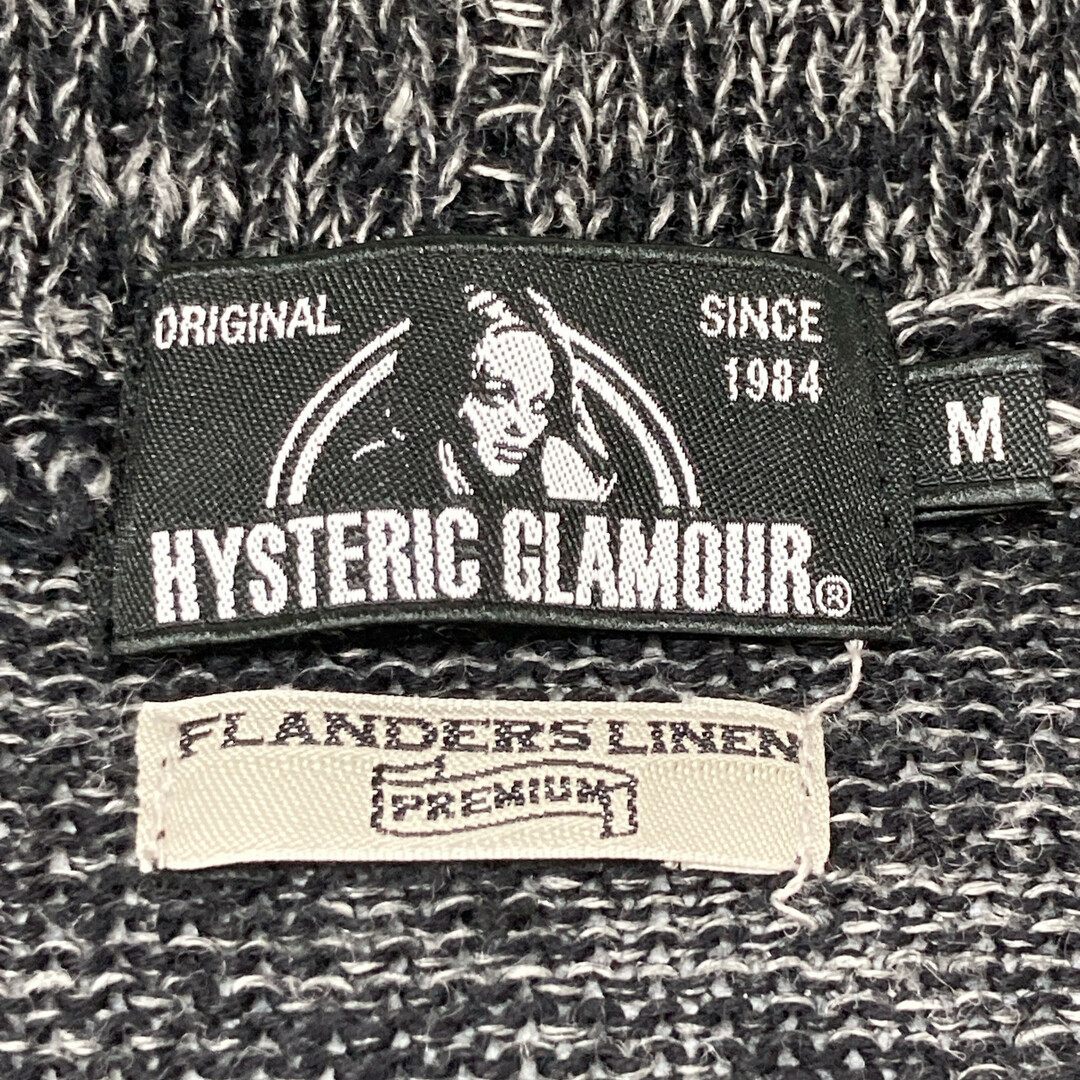 ORIGINAL
SINCE
1984
HYSTERIC GLAMOUR®
M
FLANDERS LINEN
PREMIUM